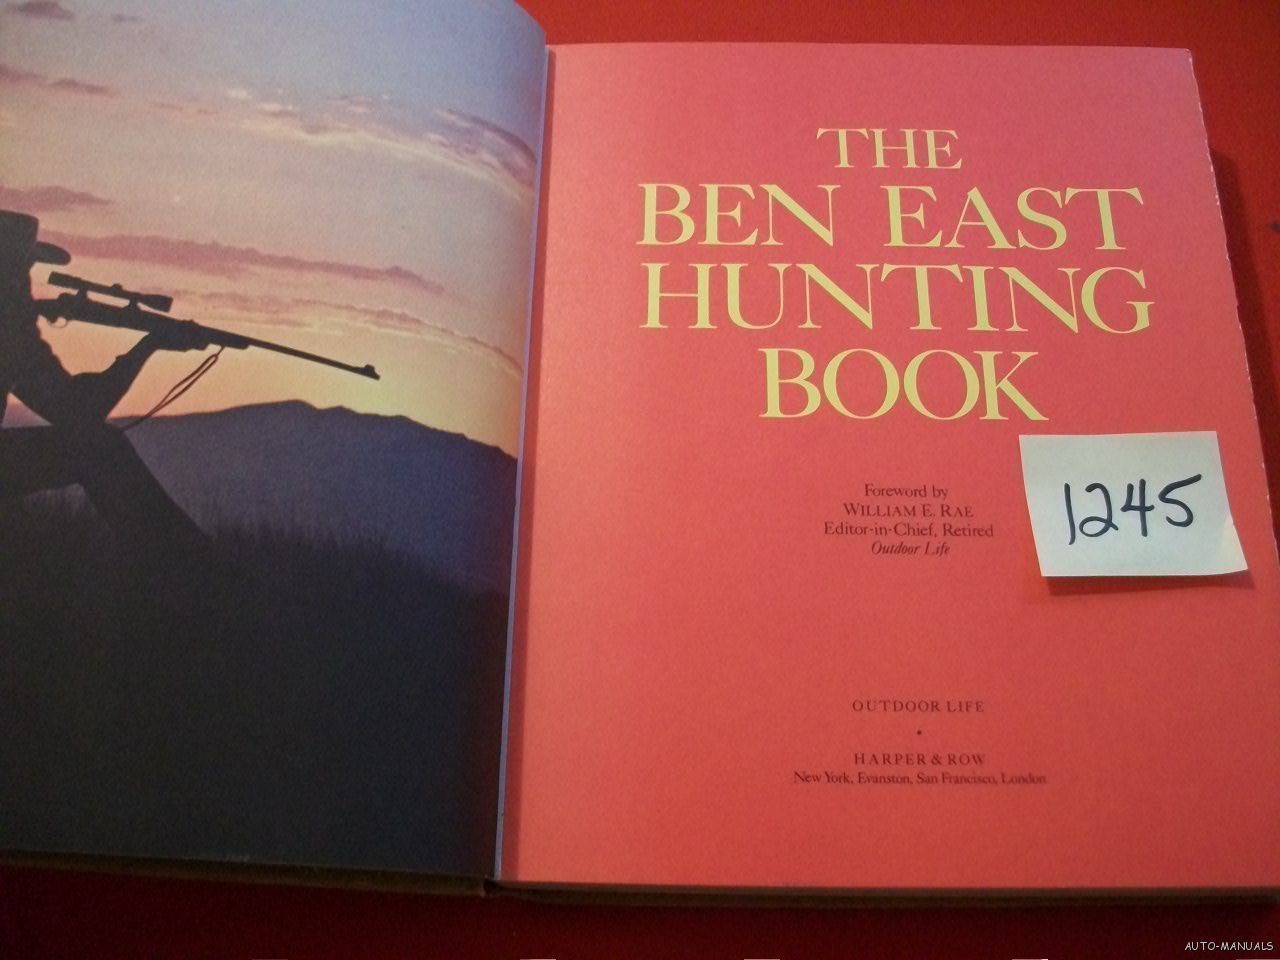 THE
BEN EAST
HUNTING
BOOK
Foreword by
WILLIAM E. RAE
Editor-in-Chief, Retired
Outdoor Life
1245
OUTDOOR LIFE
•
HARPER & ROW
New York, Evanston, San Francisco, London
AUTO-MANUALS